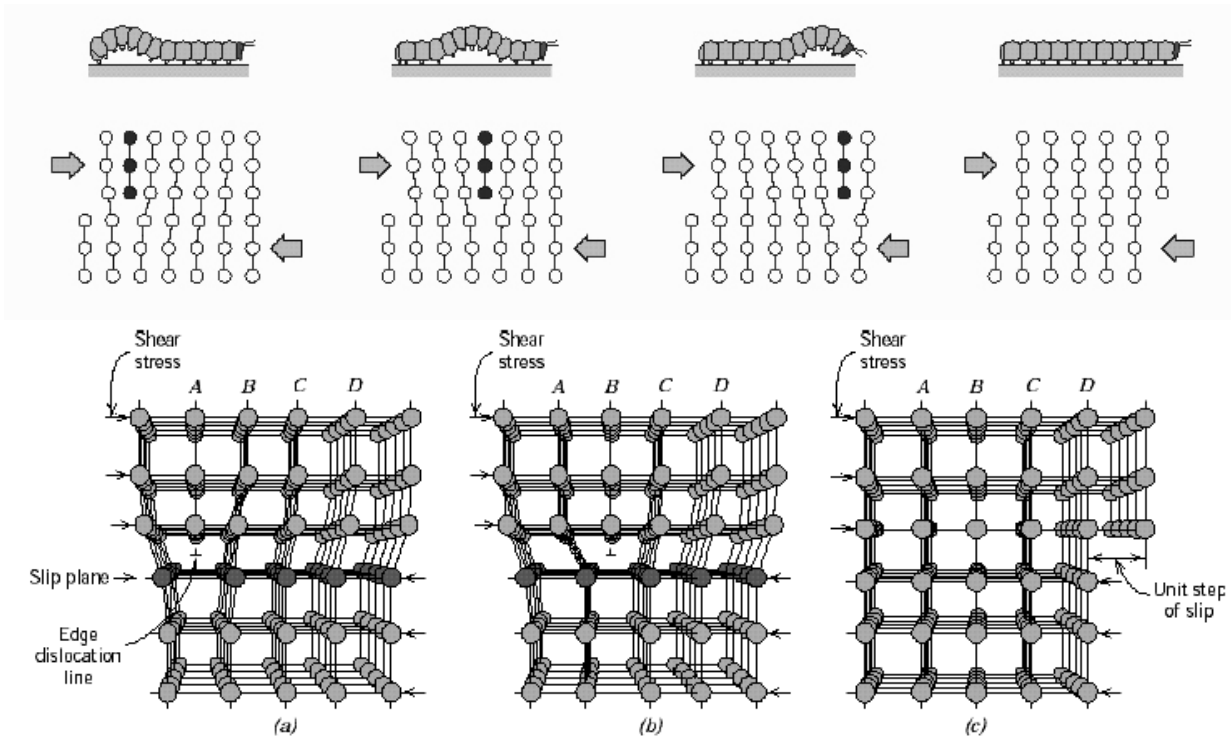 Shear
stress
A B C D
Shear
stress
A B C D
Shear
stress
A B C D
⊥
⊥
Slip plane
Unit step
of slip
Edge
dislocation
line
(a)
(b)
(c)